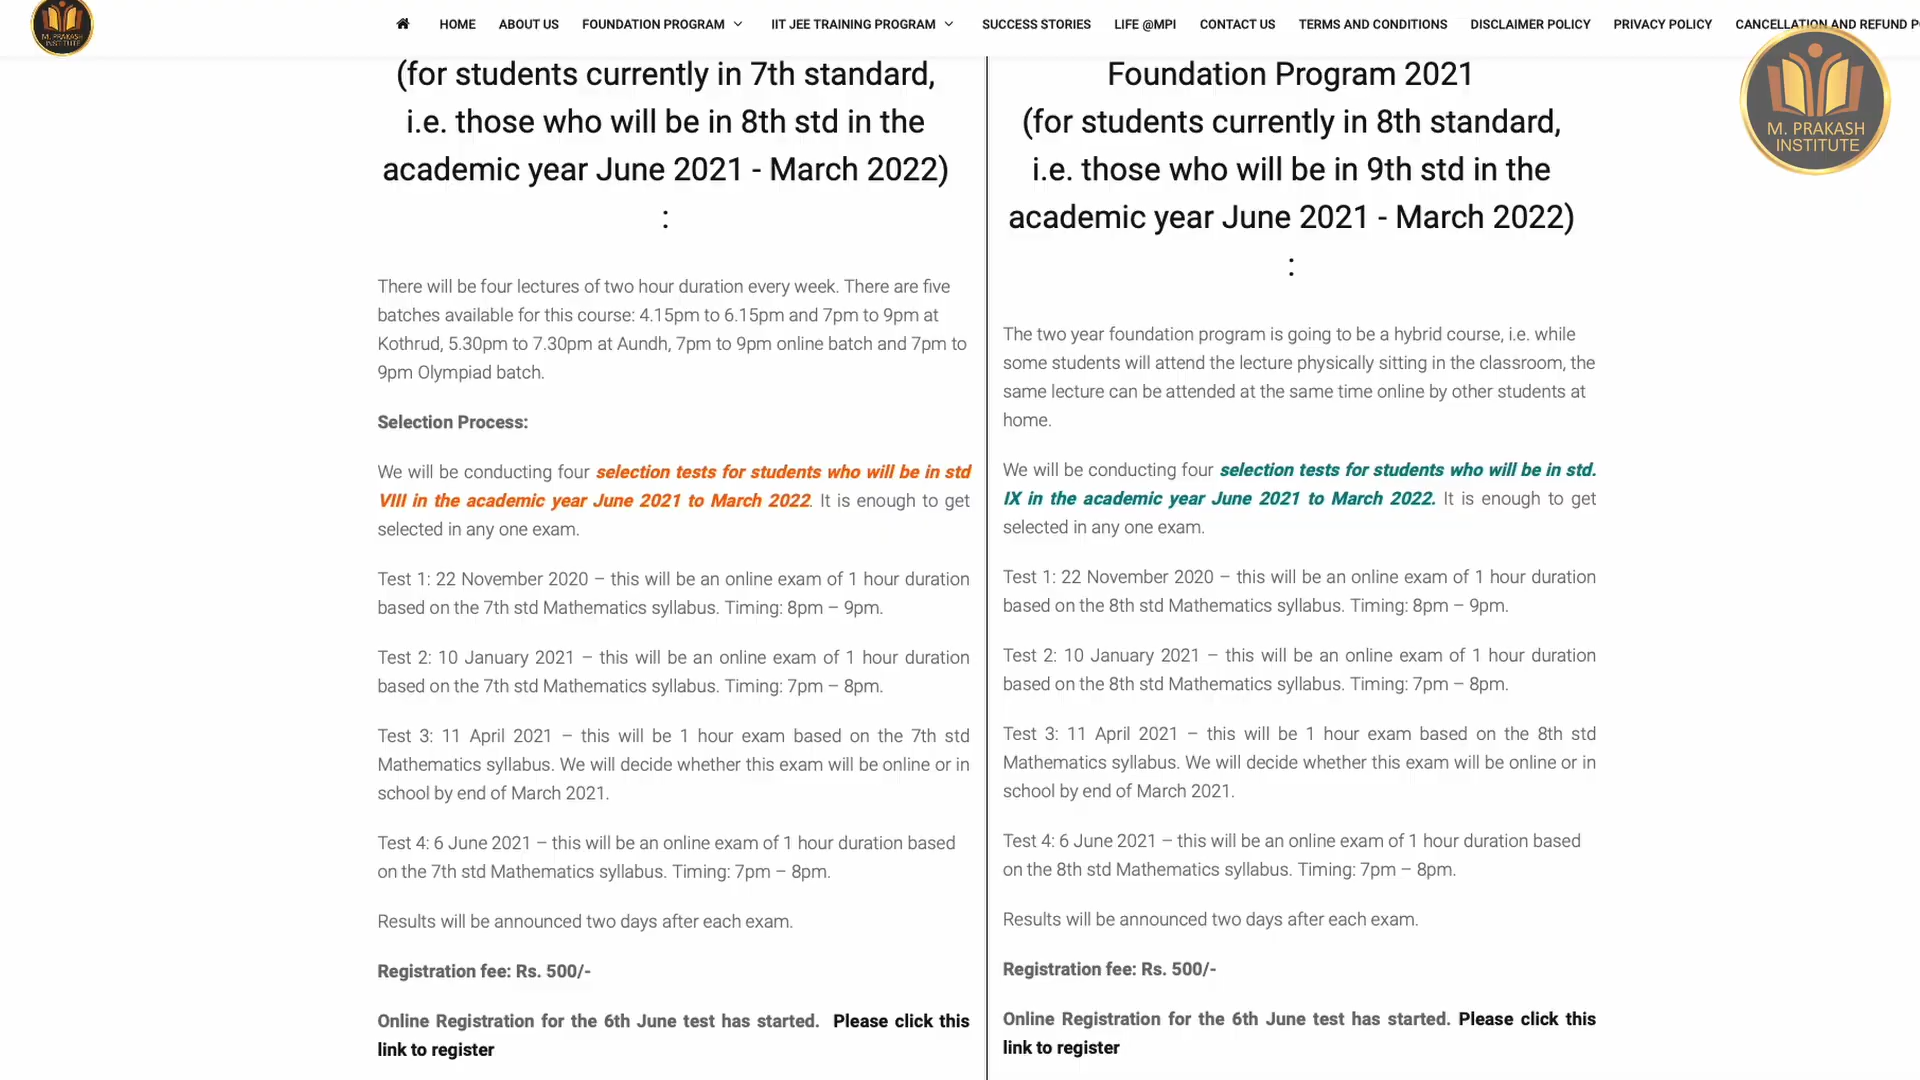 M. PRAKASH
INSTITUTE
HOME ABOUT US FOUNDATION PROGRAM IIT JEE TRAINING PROGRAM SUCCESS STORIES LIFE @MPI CONTACT US TERMS AND CONDITIONS DISCLAIMER POLICY PRIVACY POLICY CANCELLATION AND REFUND
M. PRAKASH
INSTITUTE
(for students currently in 7th standard,
i.e. those who will be in 8th std in the
academic year June 2021 - March 2022)
:
There will be four lectures of two hour duration every week. There are five
batches available for this course: 4.15pm to 6.15pm and 7pm to 9pm at
Kothrud, 5.30pm to 7.30pm at Aundh, 7pm to 9pm online batch and 7pm to
9pm Olympiad batch.
Selection Process:
We will be conducting four selection tests for students who will be in std
VIII in the academic year June 2021 to March 2022. It is enough to get
selected in any one exam.
Test 1: 22 November 2020 – this will be an online exam of 1 hour duration
based on the 7th std Mathematics syllabus. Timing: 8pm – 9pm.
Test 2: 10 January 2021 – this will be an online exam of 1 hour duration
based on the 7th std Mathematics syllabus. Timing: 7pm – 8pm.
Test 3: 11 April 2021 – this will be 1 hour exam based on the 7th std
Mathematics syllabus. We will decide whether this exam will be online or in
school by end of March 2021.
Test 4: 6 June 2021 – this will be an online exam of 1 hour duration based
on the 7th std Mathematics syllabus. Timing: 7pm – 8pm.
Results will be announced two days after each exam.
Registration fee: Rs. 500/-
Online Registration for the 6th June test has started. Please click this
link to register
Foundation Program 2021
(for students currently in 8th standard,
i.e. those who will be in 9th std in the
academic year June 2021 - March 2022)
:
The two year foundation program is going to be a hybrid course, i.e. while
some students will attend the lecture physically sitting in the classroom, the
same lecture can be attended at the same time online by other students at
home.
We will be conducting four selection tests for students who will be in std.
IX in the academic year June 2021 to March 2022. It is enough to get
selected in any one exam.
Test 1: 22 November 2020 – this will be an online exam of 1 hour duration
based on the 8th std Mathematics syllabus. Timing: 8pm – 9pm.
Test 2: 10 January 2021 – this will be an online exam of 1 hour duration
based on the 8th std Mathematics syllabus. Timing: 7pm – 8pm.
Test 3: 11 April 2021 – this will be 1 hour exam based on the 8th std
Mathematics syllabus. We will decide whether this exam will be online or in
school by end of March 2021.
Test 4: 6 June 2021 – this will be an online exam of 1 hour duration based
on the 8th std Mathematics syllabus. Timing: 7pm – 8pm.
Results will be announced two days after each exam.
Registration fee: Rs. 500/-
Online Registration for the 6th June test has started. Please click this
link to register